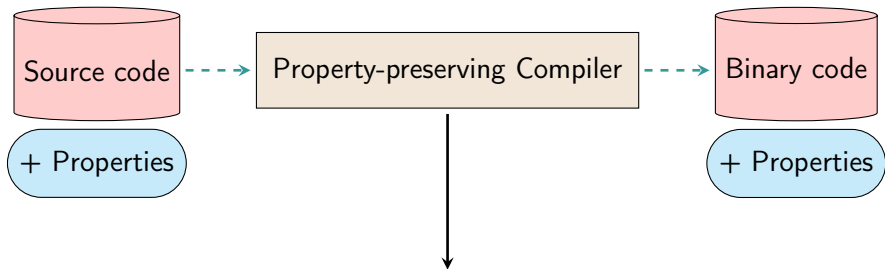 Source code
Property-preserving Compiler
Binary code
+ Properties
+ Properties